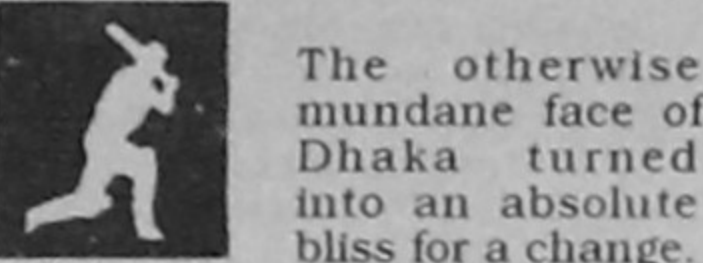 The otherwise
mundane face of
Dhaka turned
into an absolute
bliss for a change.